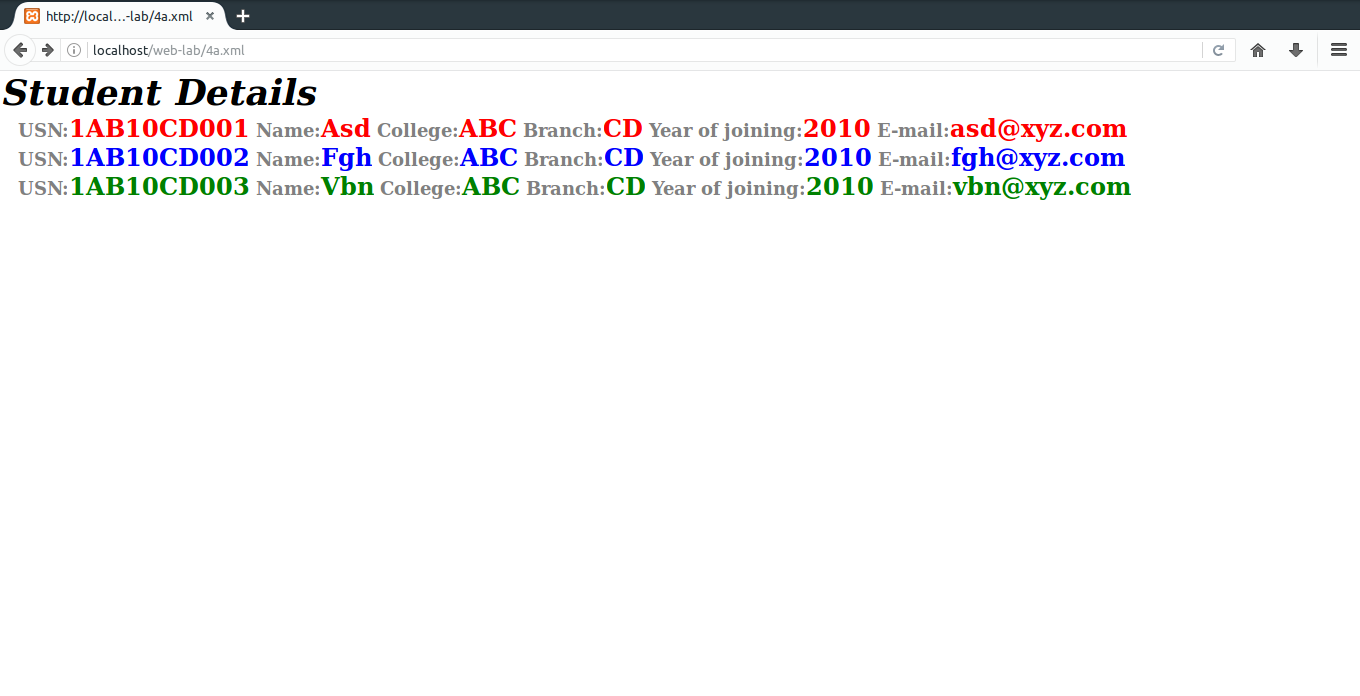 http://local...-lab/4a.xml
localhost/web-lab/4a.xml
Student Details
USN:1AB10CD001 Name:Asd College:ABC Branch:CD Year of joining:2010 E-mail:asd@xyz.com
USN:1AB10CD002 Name:Fgh College:ABC Branch:CD Year of joining:2010 E-mail:fgh@xyz.com
USN:1AB10CD003 Name:Vbn College:ABC Branch:CD Year of joining:2010 E-mail:vbn@xyz.com